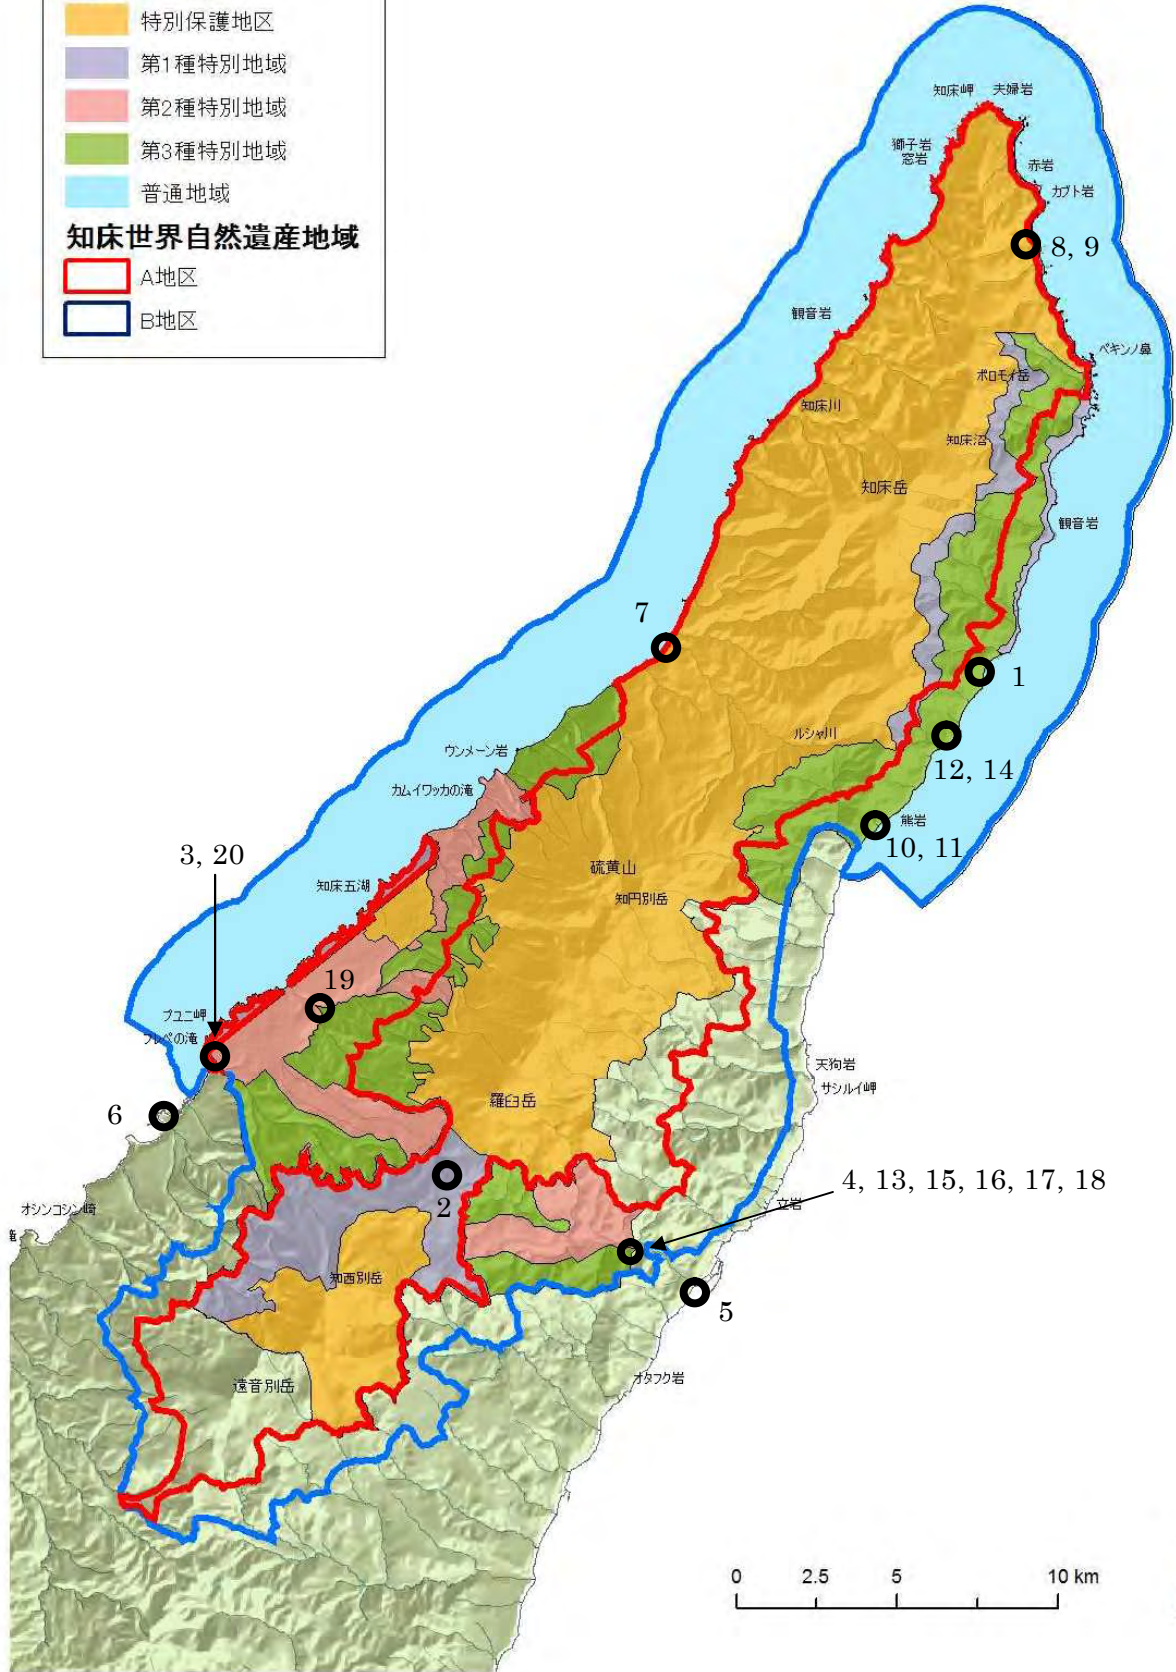 特別保護地区
第1種特別地域
第2種特別地域
第3種特別地域
普通地域
知床世界自然遺産地域
A地区
B地区
知床岬
夫婦岩
獅子岩
窓岩
赤岩
カブト岩
8, 9
観音岩
ペキンノ鼻
ポロモイ岳
知床川
知床沼
知床岳
観音岩
7
1
ルシャ川
ウンメーン岩
12, 14
カムイワッカの滝
熊岩
10, 11
3, 20
硫黄山
知床五湖
知円別岳
19
プユニ岬
フレペの滝
天狗岩
サシルイ岬
羅臼岳
6
2
4, 13, 15, 16, 17, 18
立岩
オシンコシン崎
滝
知西別岳
5
オタフク岩
遠音別岳
0 2.5 5 10 km